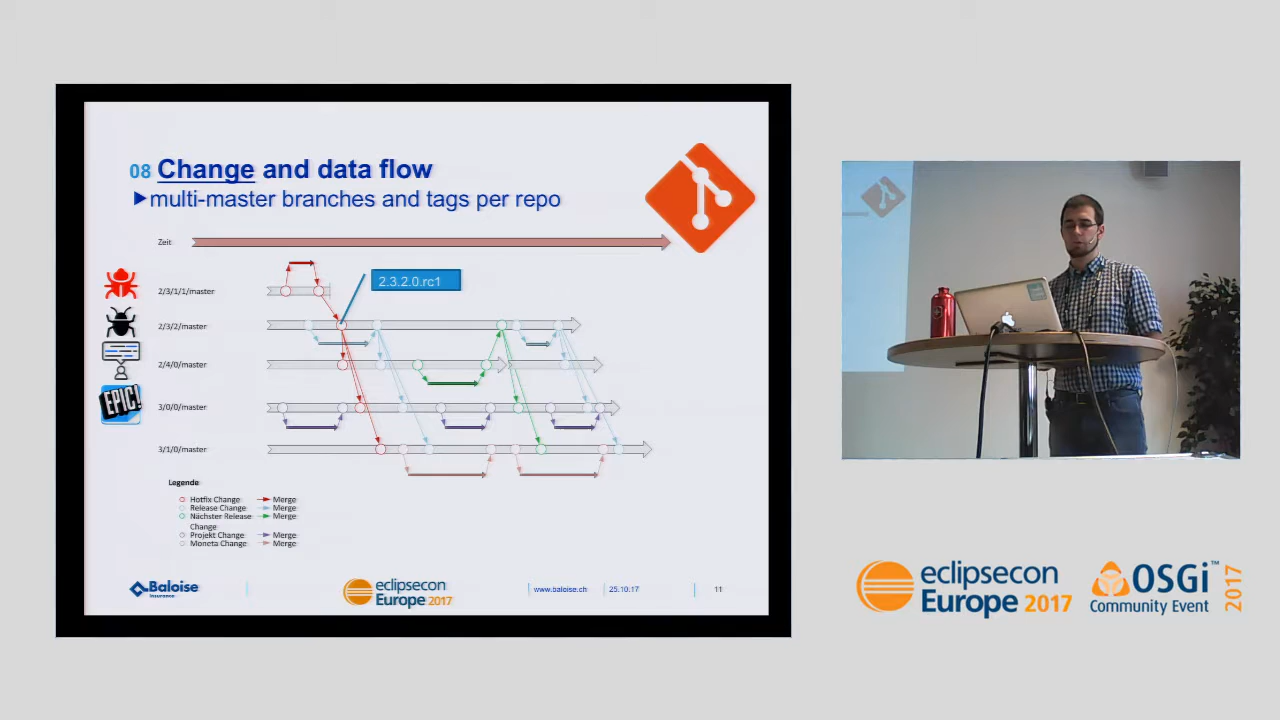 08 Change and data flow
multi-master branches and tags per repo
Zeit
2/3/1/1/master
2.3.2.0.rc1
2/3/2/master
2/4/0/master
EPIC!
3/0/0/master
3/1/0/master
Legende
Hotfix Change Merge
Release Change Merge
Nächster Release Merge
Change
Projekt Change Merge
Moneta Change Merge
Baloise
Insurance
eclipsecon
Europe 2017
www.baloise.ch
25.10.17
11
eclipsecon
Europe 2017
OSGi™
Community Event
2017